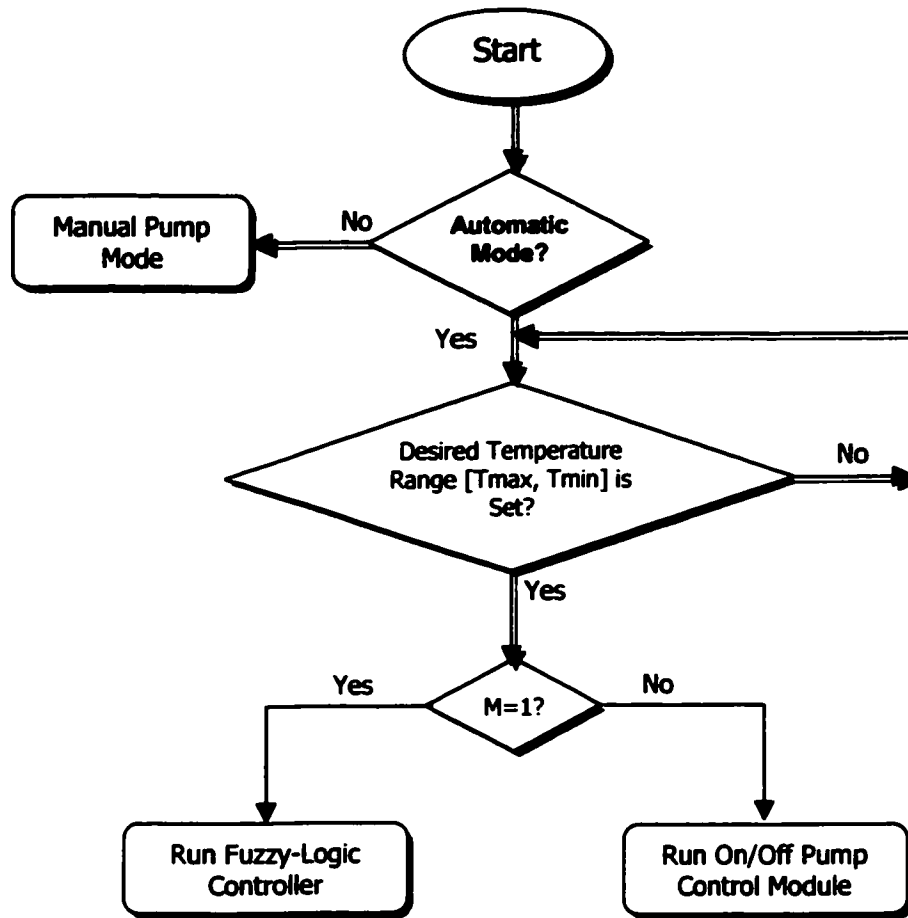 Start
Automatic
Mode?
No
Manual Pump
Mode
Yes
Desired Temperature
Range [Tmax, Tmin] is
Set?
No
Yes
M=1?
Yes
No
Run Fuzzy-Logic
Controller
Run On/Off Pump
Control Module